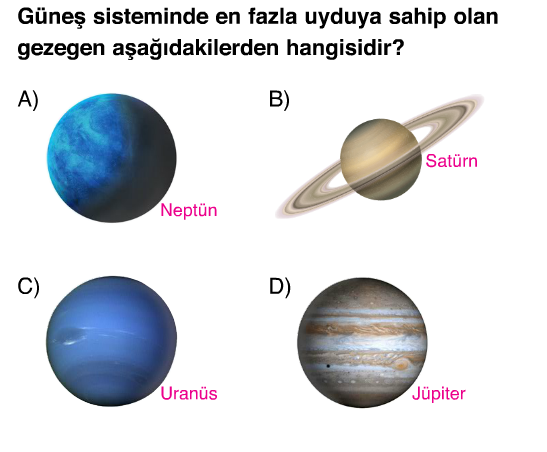 Güneş sisteminde en fazla uyduya sahip olan
gezegen aşağıdakilerden hangisidir?
A)
Neptün
B)
Satürn
C)
Uranüs
D)
Jüpiter